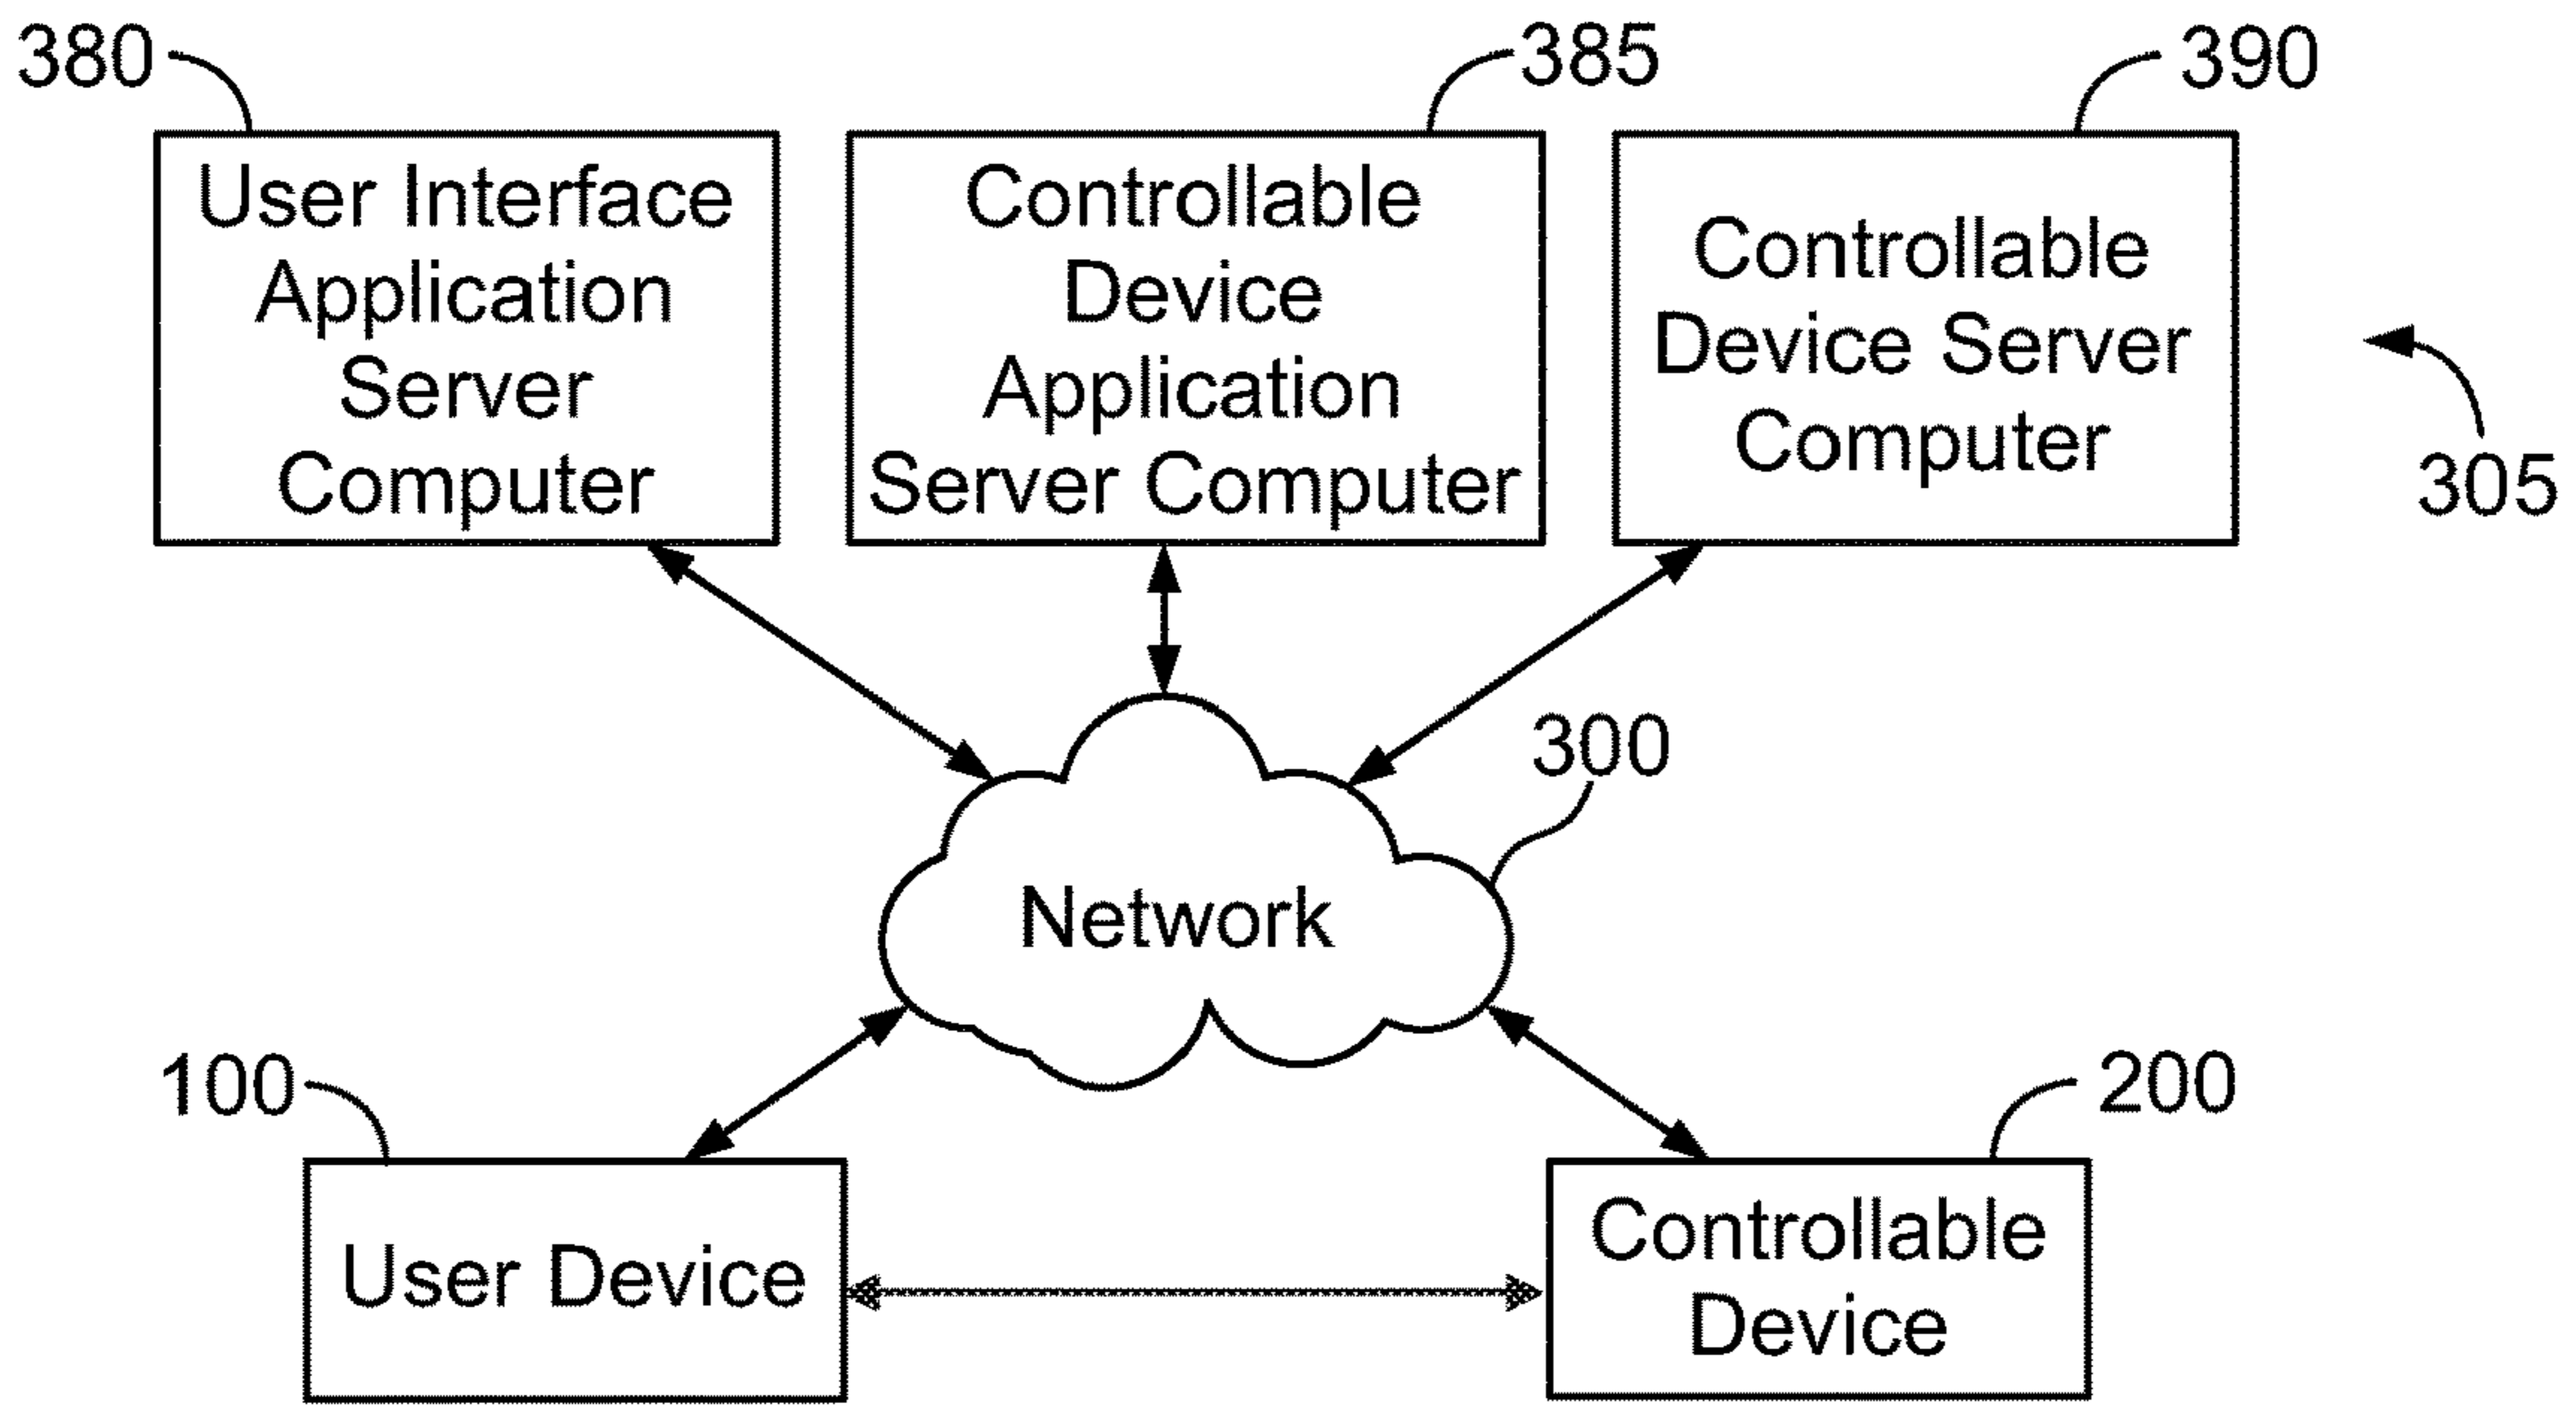 380
385
390
User Interface
Application
Server
Computer
Controllable
Device
Application
Server Computer
Controllable
Device Server
Computer
305
300
Network
100
200
User Device
Controllable
Device